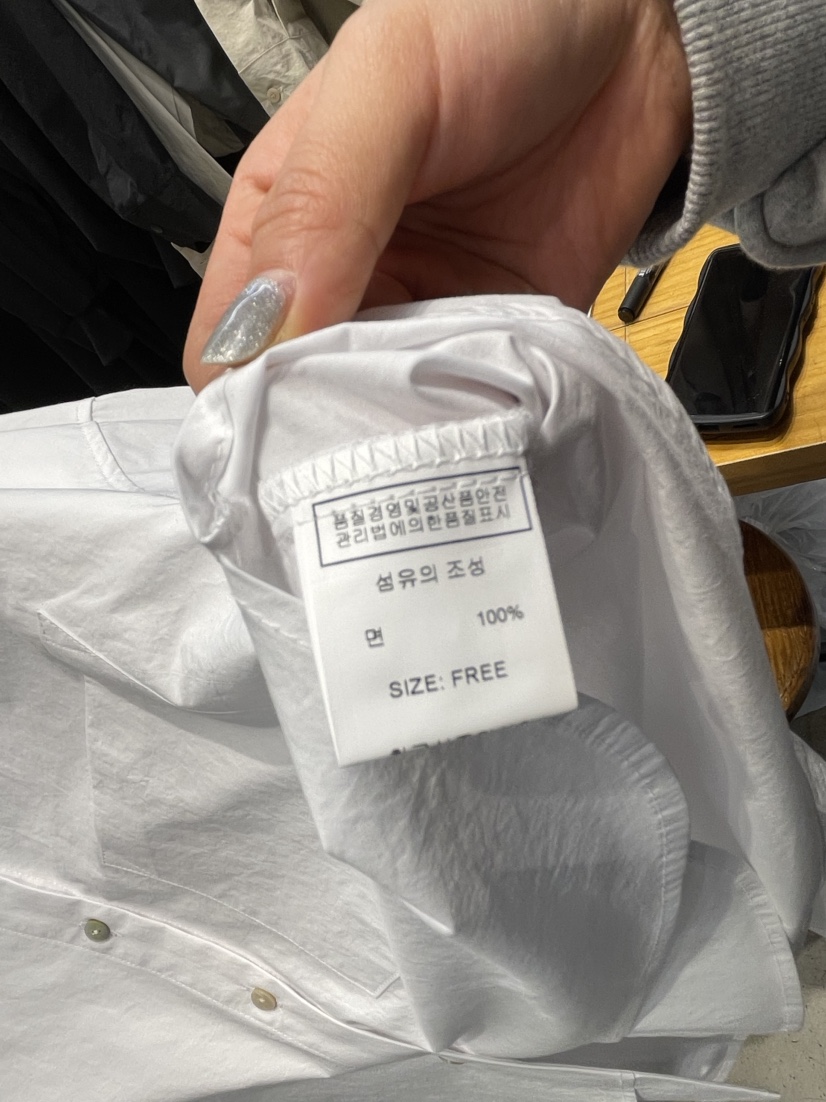 품질경영및공산품안전
관리법에의한품질표시
섬유의 조성
면 100%
SIZE: FREE